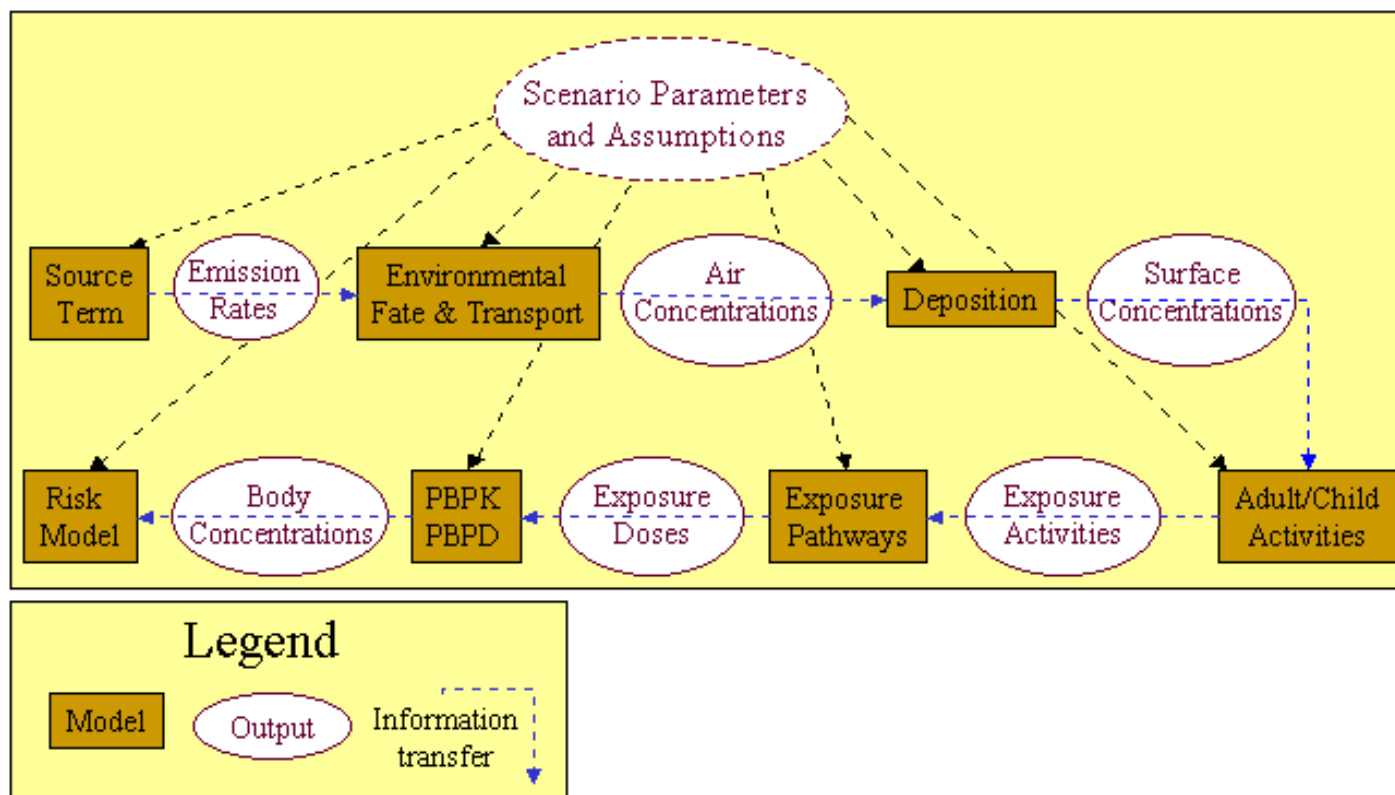 Scenario Parameters
and Assumptions
Source
Term
Emission
Rates
Environmental
Fate & Transport
Air
Concentrations
Deposition
Surface
Concentrations
Risk
Model
Body
Concentrations
PBPK
PBPD
Exposure
Doses
Exposure
Pathways
Exposure
Activities
Adult/Child
Activities
Legend
Model
Output
Information
transfer